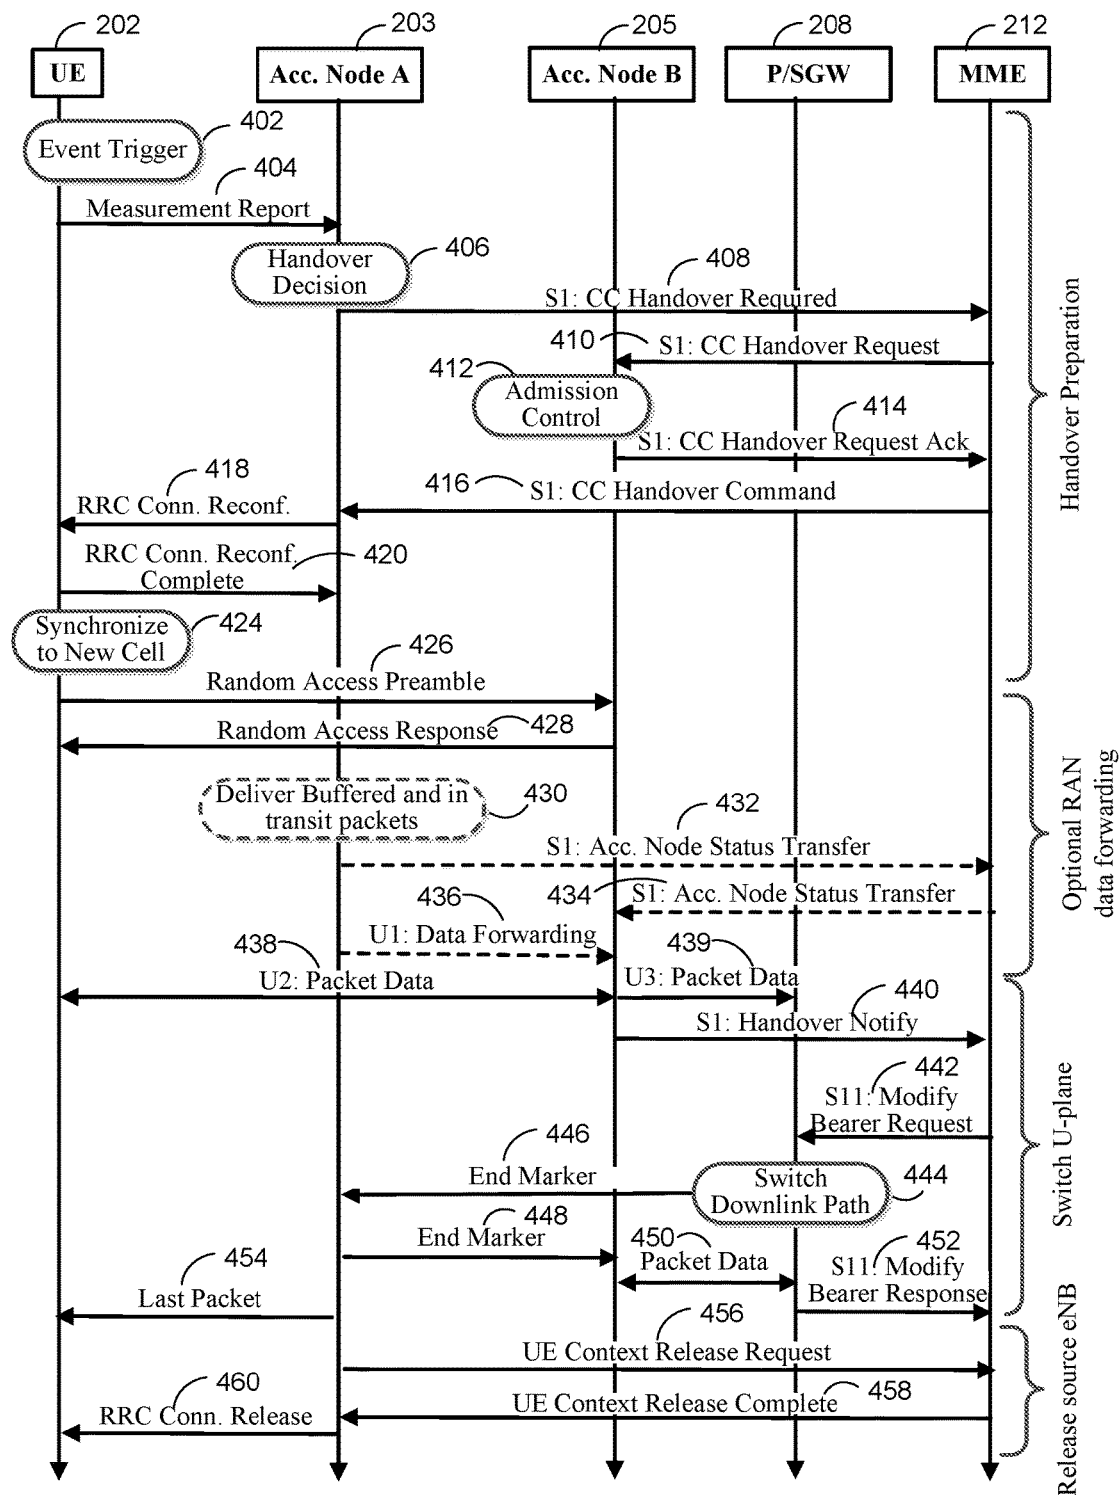 202
203
205
208
212
UE
Acc. Node A
Acc. Node B
P/SGW
MME
402
Event Trigger
404
Measurement Report
406
Handover
Decision
408
S1: CC Handover Required
410
S1: CC Handover Request
412
Admission
Control
414
S1: CC Handover Request Ack
416
S1: CC Handover Command
418
RRC Conn. Reconf.
RRC Conn. Reconf.
Complete
420
Synchronize
to New Cell
424
426
Random Access Preamble
Random Access Response
428
Handover Preparation
Deliver Buffered and in
transit packets
430
432
S1: Acc. Node Status Transfer
434
S1: Acc. Node Status Transfer
436
U1: Data Forwarding
Optional RAN
data forwarding
438
U2: Packet Data
439
U3: Packet Data
440
S1: Handover Notify
442
S11: Modify
Bearer Request
446
End Marker
Switch
Downlink Path
444
448
End Marker
450
Packet Data
452
S11: Modify
Bearer Response
454
Last Packet
Switch U-plane
456
UE Context Release Request
458
UE Context Release Complete
460
RRC Conn. Release
Release source eNB